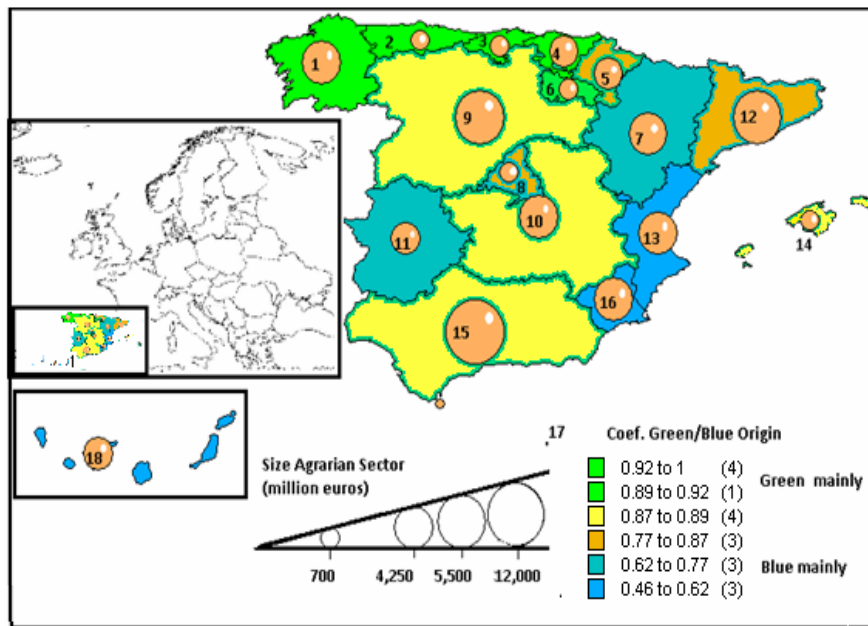 1
2
3
4
5
6
7
8
9
10
11
12
13
14
15
16
17
18
Size Agrarian Sector
(million euros)
700
4,250
5,500
12,000
Coef. Green/Blue Origin
0.92 to 1 (4)
0.89 to 0.92 (1)
Green mainly
0.87 to 0.89 (4)
0.77 to 0.87 (3)
0.62 to 0.77 (3)
Blue mainly
0.46 to 0.62 (3)